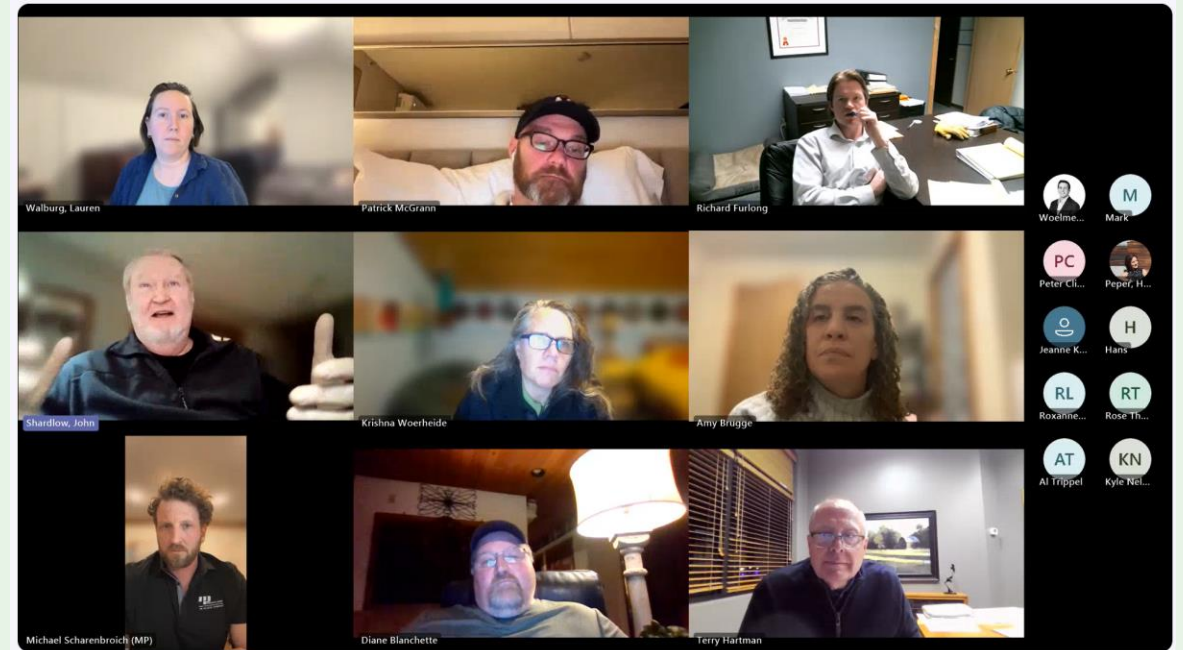 Walburg, Lauren
Patrick McGrann
Richard Furlong
Woelme...
M
Mark
PC
Peter Cli...
Peper, H...
Shardlow, John
Krishna Woerheide
Amy Brugge
Jeanne K...
H
Hans
RL
Roxanne...
RT
Rose Th...
AT
Al Trippel
KN
Kyle Nel...
Michael Scharenbroich (MP)
Diane Blanchette
Terry Hartman